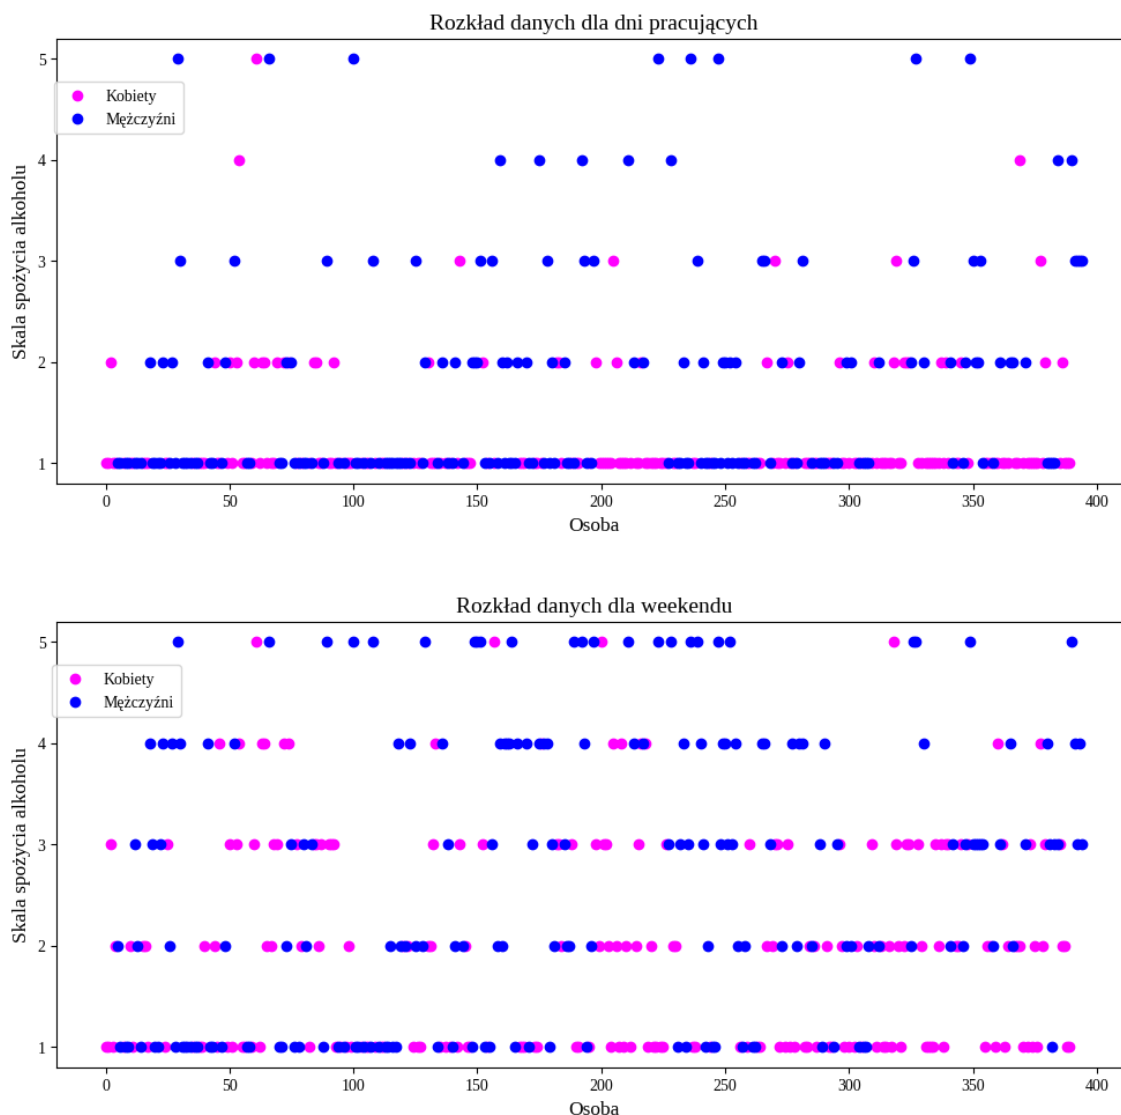 Rozkład danych dla dni pracujących
5
Kobiety
Mężczyźni
4
3
2
1
Skala spożycia alkoholu
0 50 100 150 200 250 300 350 400
Osoba
Rozkład danych dla weekendu
5
Kobiety
Mężczyźni
4
3
2
1
Skala spożycia alkoholu
0 50 100 150 200 250 300 350 400
Osoba